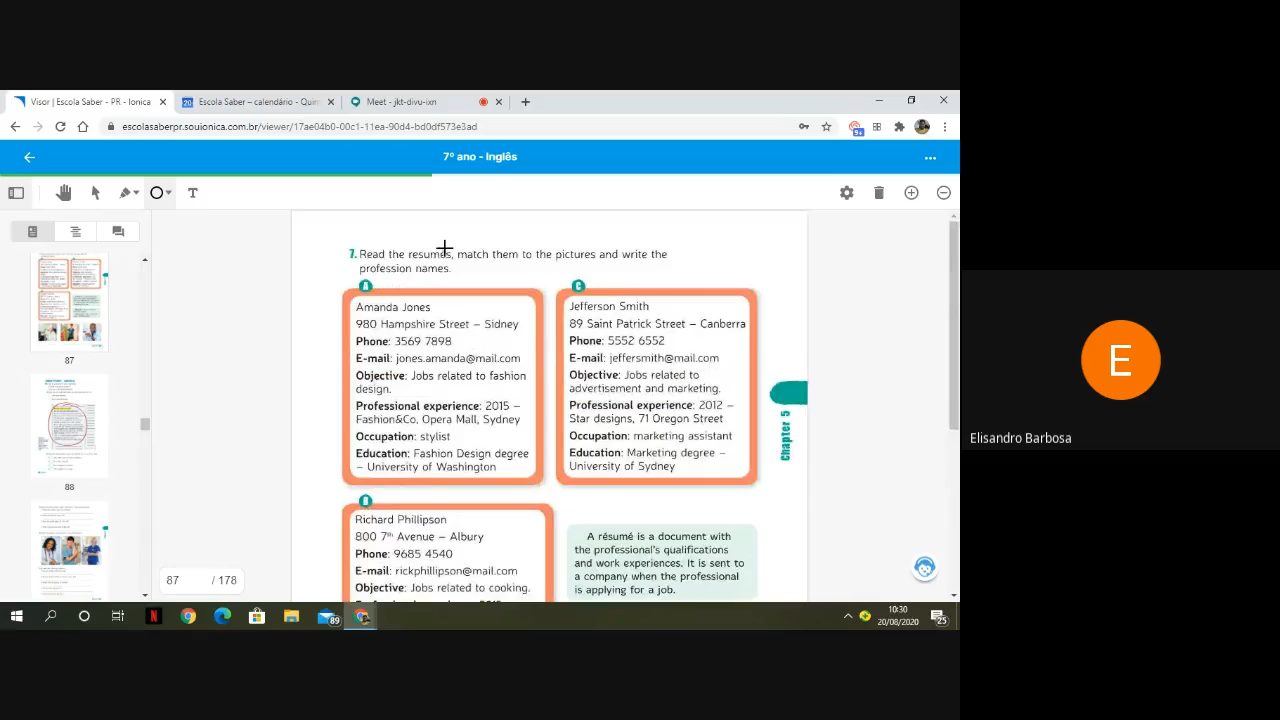 Visor | Escola Saber - PR - Ionica
Escola Saber – calendário - Quin
Meet - jkt-divu-ixn
escolasaberpr.souionica.com.br/viewer/17ae04b0-00c1-11ea-90d4-bd0df573e3ad
9+
7º ano - Inglês
T
7. Read the resumes, match them to the pictures and write the
profession names.
A
Amanda Jones
980 Hampshire Street – Sidney
Phone: 3569 7898
E-mail: jones.amanda@mail.com
Objective: Jobs related to fashion
design.
Professional experience: 2010 –
Fashion&Co, Opera Mall, Sydney
Occupation: stylist
Education: Fashion Design degree
– University of Washington
C
Jefferson Smith
89 Saint Patrick Street – Canberra
Phone: 5552 6552
E-mail: jeffersmith@mail.com
Objective: Jobs related to
advertisement and marketing.
Professional experience: 2012 –
Star designs, 71 Oregon Street
Occupation: marketing assistant
Education: Marketing degree –
University of Sydney
Chapter 5
B
Richard Phillipson
800 7th Avenue – Albury
Phone: 9685 4540
E-mail: richphillipson@mail.com
Objective: Jobs related to cooking.
A résumé is a document with
the professional's qualifications
and work experiences. It is sent to
a company when the professional
is applying for a job.
87
88
87 /178
E
Elisandro Barbosa
89
10:30
20/08/2020
25